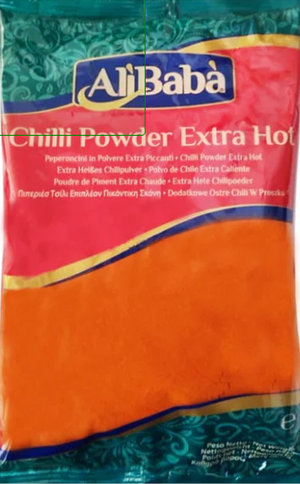 AliBabà
Chilli Powder Extra Hot
Peperoncini in Polvere Extra Piccanti • Chilli Powder Extra Hot
Extra Heißes Chilipulver • Polvo de Chile Extra Caliente
Poudre de Piment Extra Chaude • Extra Hete Chilipoeder
Πιπεριέσ Τσίλι Επιπλέον Πικάντικη Σκόνη • Dodatkowe Ostre Chili W Proszku
e
Peso Netto